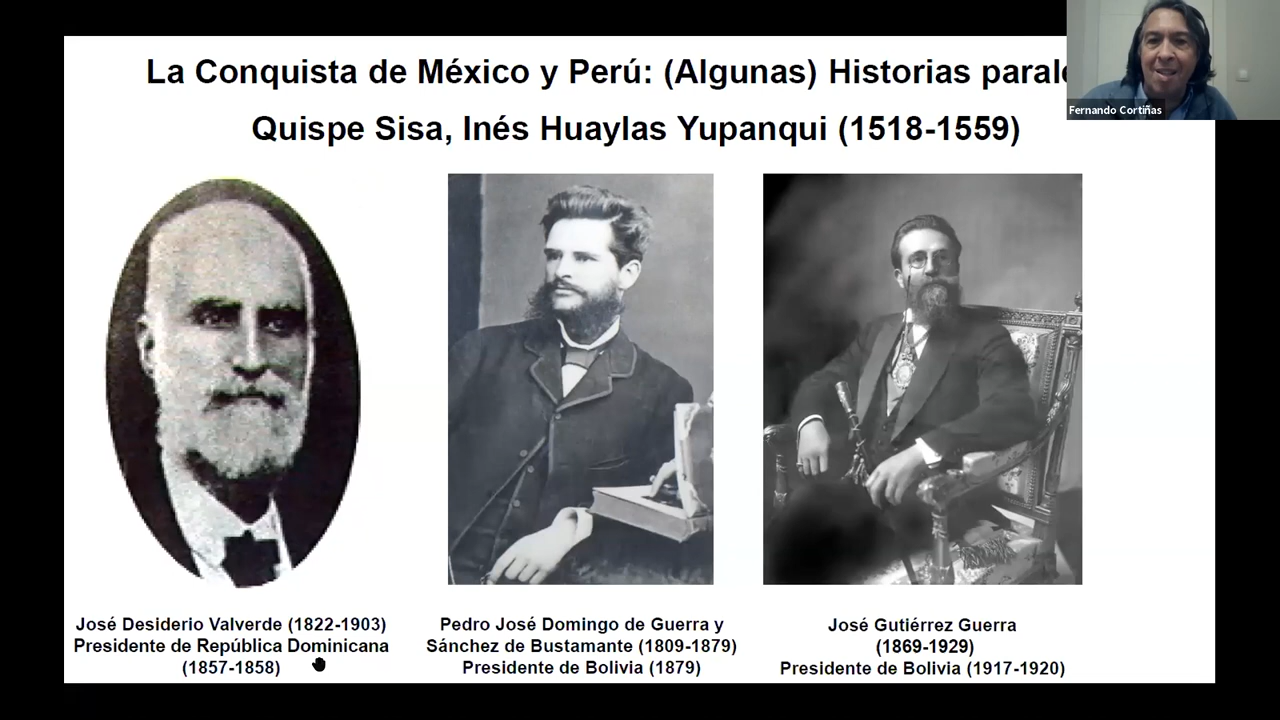 La Conquista de México y Perú: (Algunas) Historias
Quispe Sisa, Inés Huaylas Yupanqui (1518-1559)
Fernando Cortiñas
José Desiderio Valverde (1822-1903)
Presidente de República Dominicana
(1857-1858)
Pedro José Domingo de Guerra y
Sánchez de Bustamante (1809-1879)
Presidente de Bolivia (1879)
José Gutiérrez Guerra
(1869-1929)
Presidente de Bolivia (1917-1920)